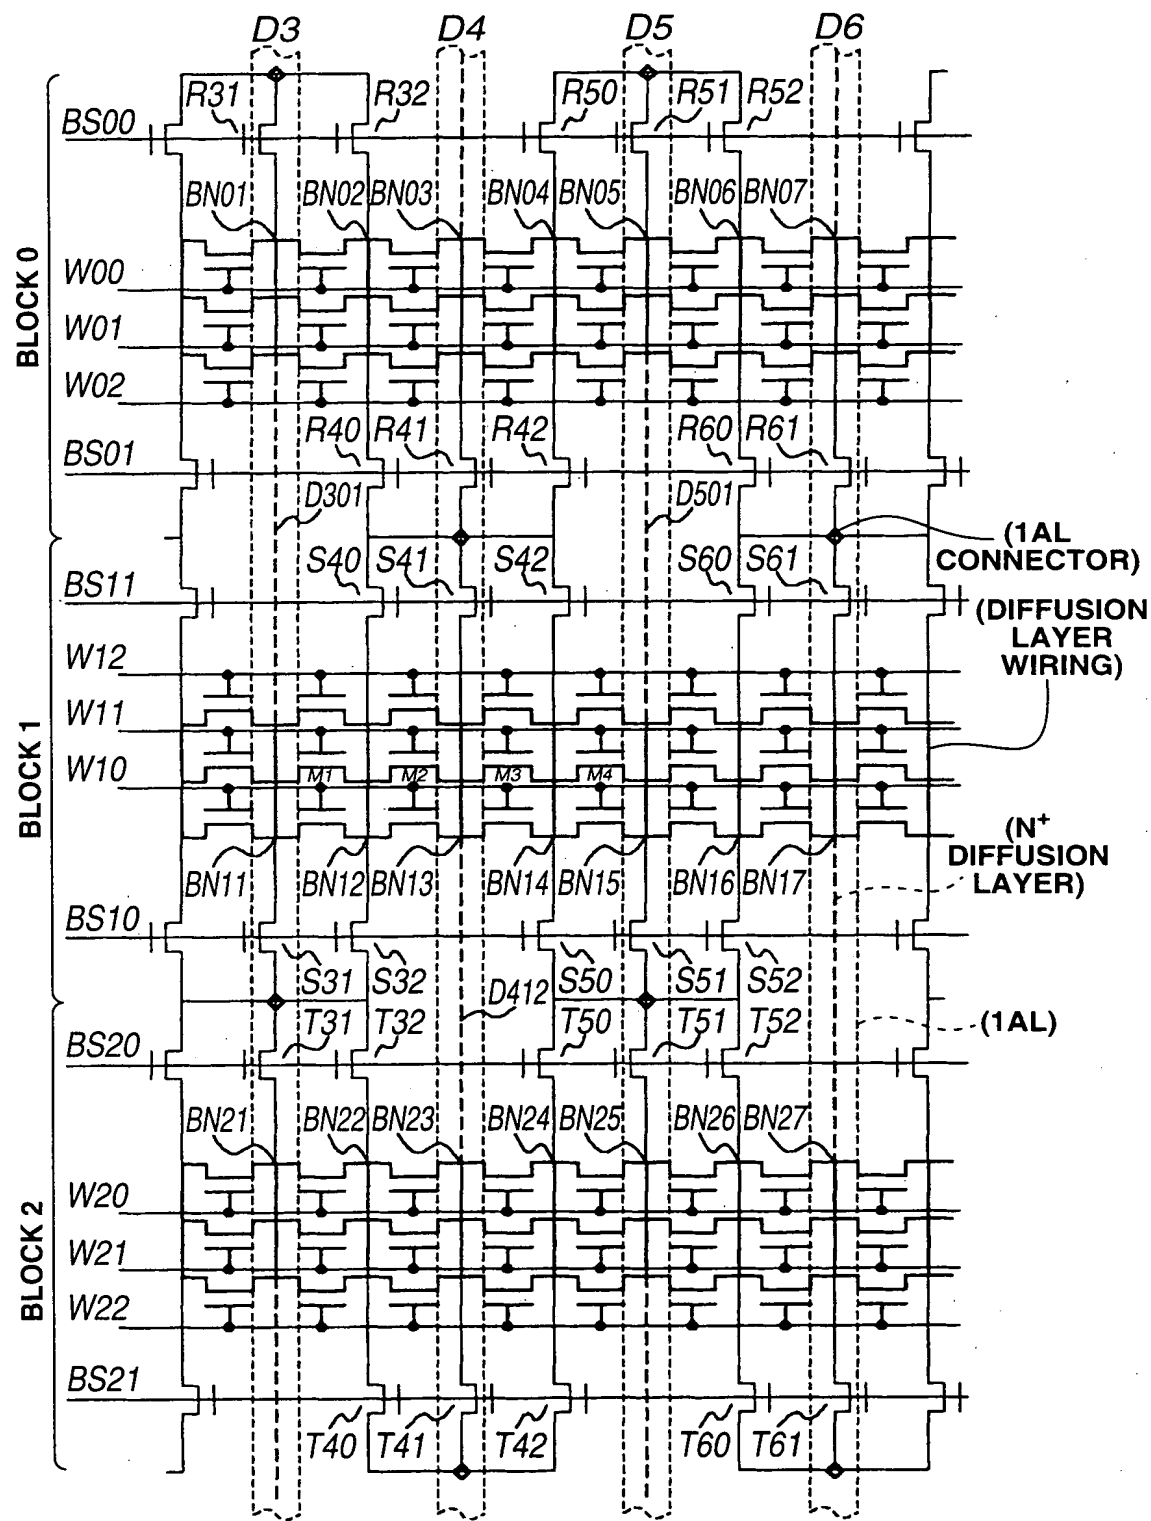 D3 D4 D5 D6
R31 R32 R50 R51 R52
BS00
BN01 BN02 BN03 BN04 BN05 BN06 BN07
BLOCK 0
W00
W01
W02
R40 R41 R42 R60 R61
BS01
D301 D501
(1AL
CONNECTOR)
S40 S41 S42 S60 S61
BS11
(DIFFUSION
LAYER
WIRING)
W12
W11
BLOCK 1
W10
M1 M2 M3 M4
(N+
DIFFUSION
LAYER)
BN11 BN12 BN13 BN14 BN15 BN16 BN17
BS10
S31 S32 D412 S50 S51 S52
T31 T32 T50 T51 T52
(1AL)
BS20
BN21 BN22 BN23 BN24 BN25 BN26 BN27
BLOCK 2
W20
W21
W22
BS21
T40 T41 T42 T60 T61